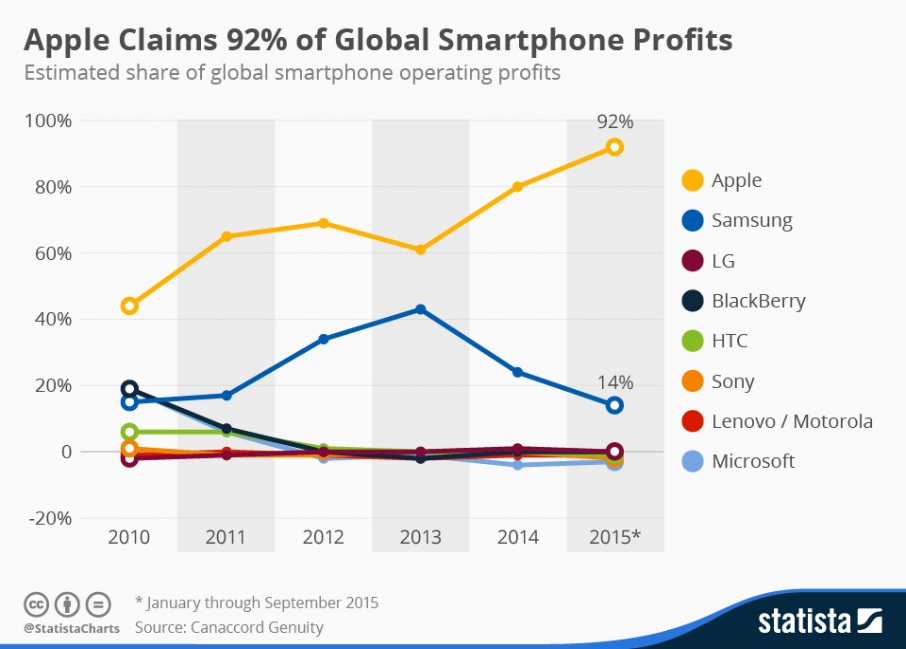 Apple Claims 92% of Global Smartphone Profits
Estimated share of global smartphone operating profits
100%
80%
60%
40%
20%
0
-20%
92%
14%
2010 2011 2012 2013 2014 2015*
Apple
Samsung
LG
BlackBerry
HTC
Sony
Lenovo / Motorola
Microsoft
cc
@StatistaCharts
* January through September 2015
Source: Canaccord Genuity
statista